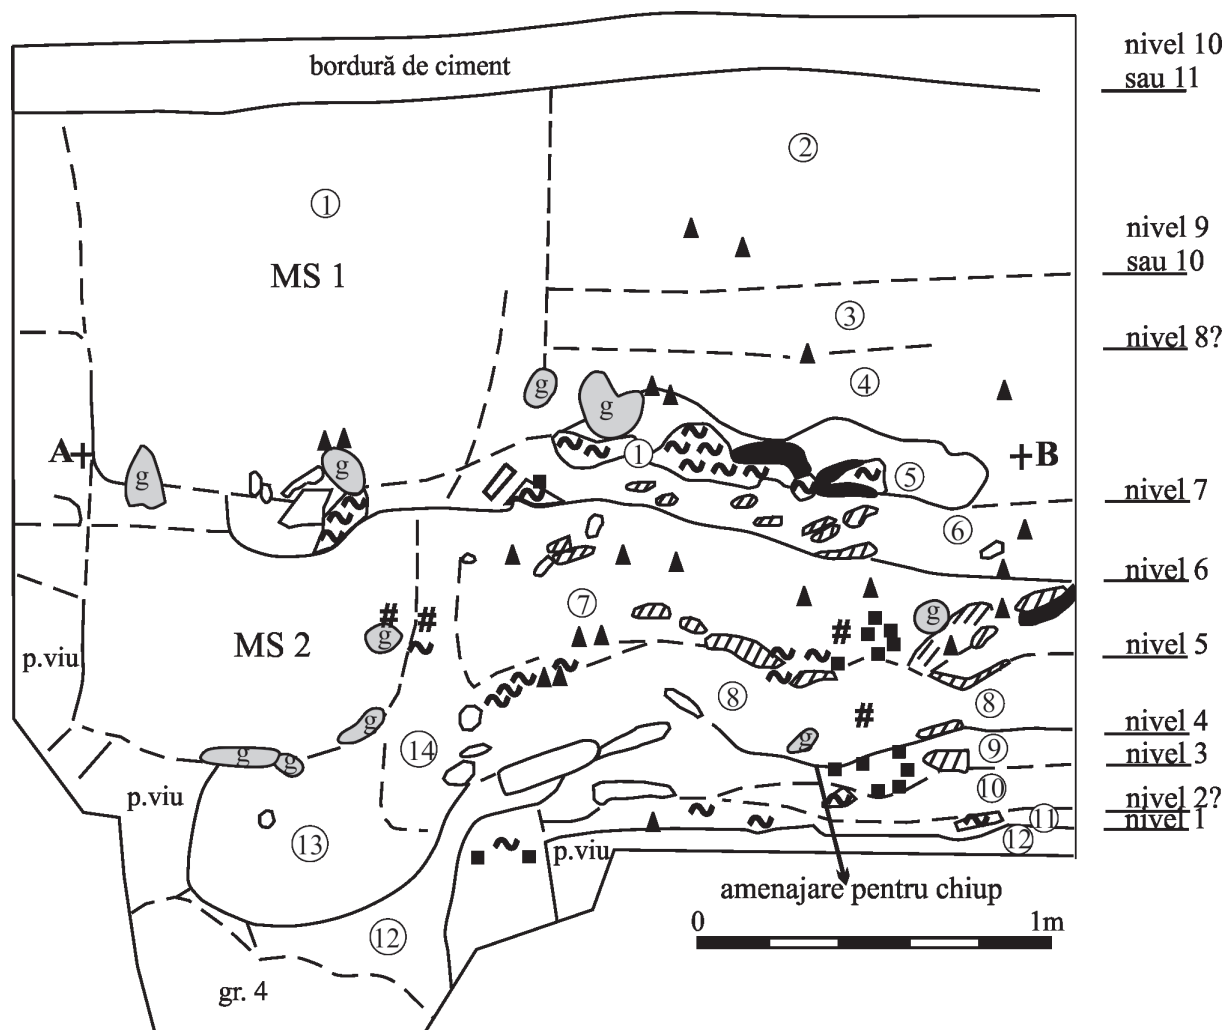 nivel 10
sau 11
bordură de ciment
2
1
nivel 9
sau 10
MS 1
3
nivel 8?
4
g
g
A+
+B
1
g
g
5
nivel 7
6
nivel 6
7
g
#
#
#
g
MS 2
nivel 5
p.viu
8
8
#
g
nivel 4
g
14
g
9
nivel 3
g
p.viu
10
nivel 2?
11
nivel 1
13
12
p.viu
amenajare pentru chiup
0
1m
12
gr. 4